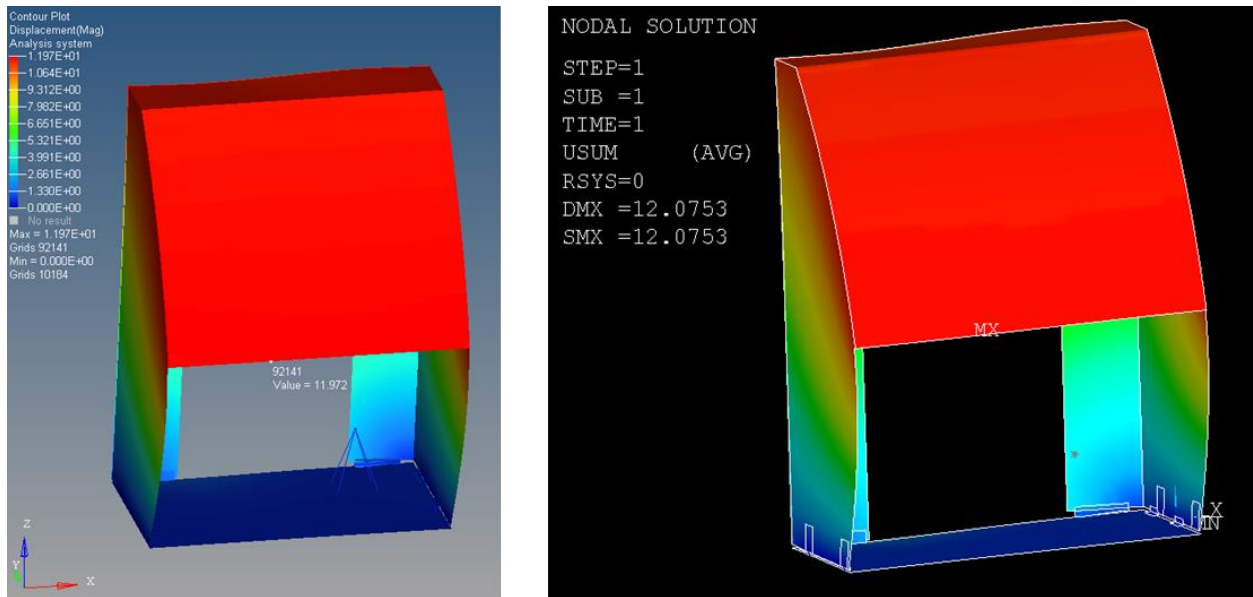 Contour Plot
Displacement(Mag)
Analysis system
1.197E+01
1.064E+01
9.312E+00
7.982E+00
6.651E+00
5.321E+00
3.991E+00
2.661E+00
1.330E+00
0.000E+00
No result
Max = 1.197E+01
Grids 92141
Min = 0.000E+00
Grids 10184
92141
Value = 11.972
Z
Y
X
NODAL SOLUTION
STEP=1
SUB =1
TIME=1
USUM (AVG)
RSYS=0
DMX =12.0753
SMX =12.0753
MX
X